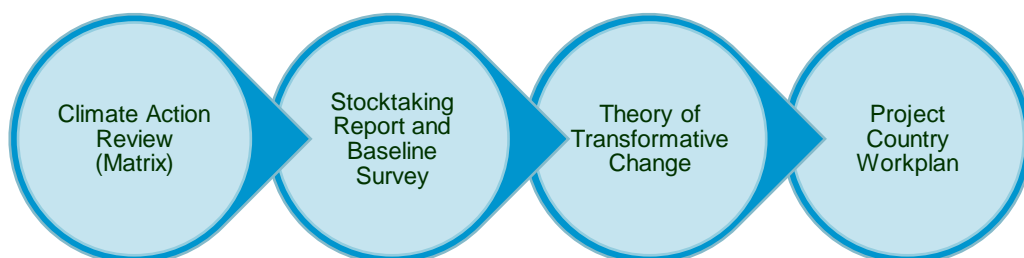 Climate Action
Review
(Matrix)
Stocktaking
Report and
Baseline
Survey
Theory of
Transformative
Change
Project
Country
Workplan